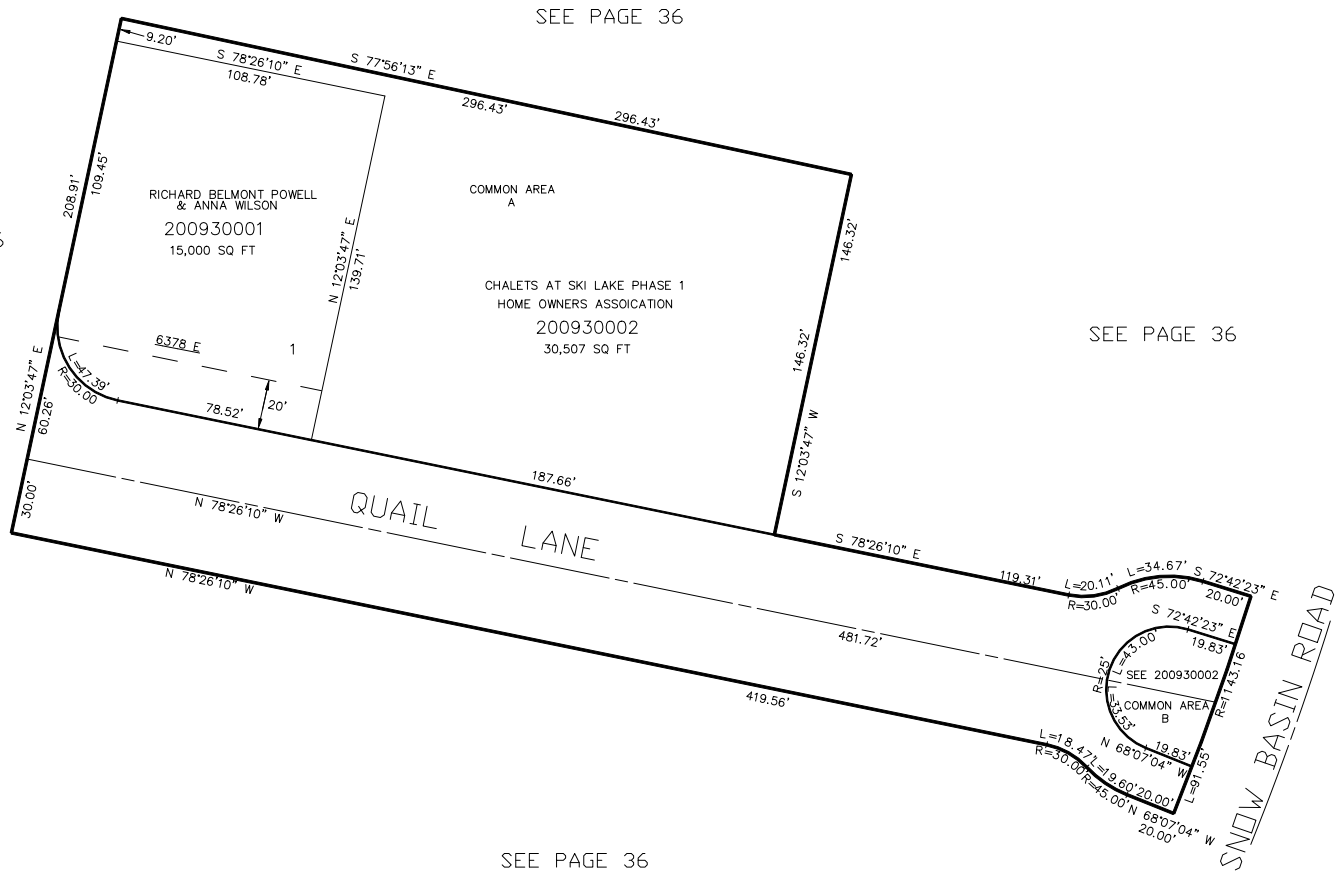 SEE PAGE 36
9.20'
S 78°26'10" E
108.78'
S 77°56'13" E
296.43'
296.43'
208.91'
109.45'
RICHARD BELMONT POWELL
& ANNA WILSON
200930001
15,000 SQ FT
COMMON AREA
A
N 12°03'47" E
139.71'
CHALETS AT SKI LAKE PHASE 1
HOME OWNERS ASSOICATION
200930002
30,507 SQ FT
146.32'
146.32'
S 12°03'47" W
SEE PAGE 36
6378 E
1
L=47.39'
R=30.00
78.52'
20'
N 12°03'47" E
60.26'
30.00'
187.66'
QUAIL LANE
N 78°26'10" W
N 78°26'10" W
S 78°26'10" E
119.31'
L=20.11'
R=30.00'
L=34.67'
R=45.00'
S 72°42'23" E
20.00'
481.72'
419.56'
S 72°42'23" E
19.83'
L=43.00'
R=25'
SEE 200930002
COMMON AREA
B
L=33.53'
19.83'
N 68°07'04" W
R=1143.16
L=91.55'
L=18.47'
R=30.00'
L=19.60'
R=45.00'
20.00'
N 68°07'04" W
20.00'
SNOW BASIN ROAD
SEE PAGE 36